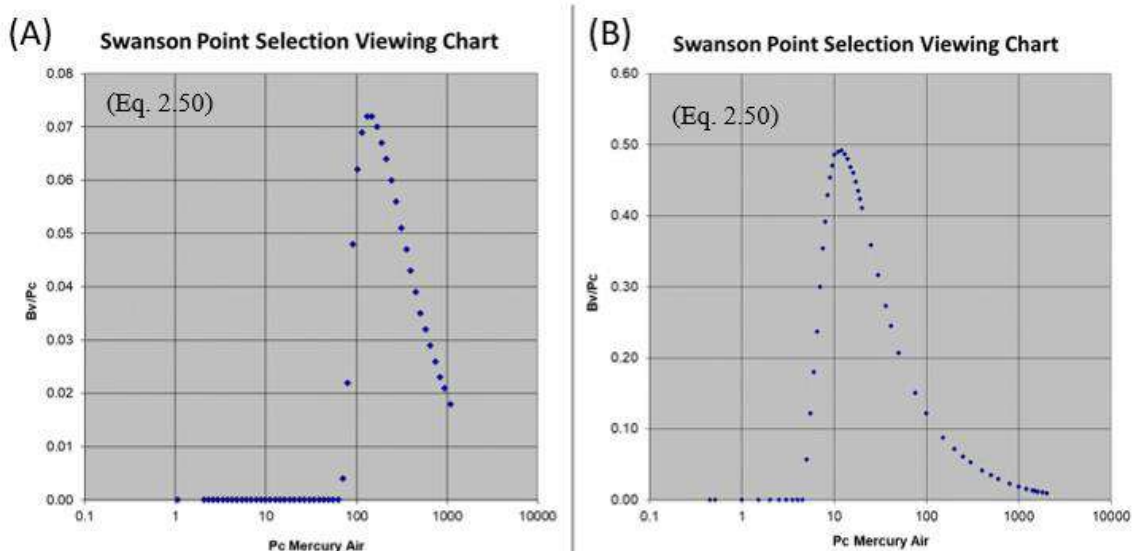 (A)
Swanson Point Selection Viewing Chart
(Eq. 2.50)
0.08
0.07
0.06
0.05
0.04
0.03
0.02
0.01
0.00
Bv/Pc
0.1 1 10 100 1000 10000
Pc Mercury Air
(B)
Swanson Point Selection Viewing Chart
(Eq. 2.50)
0.60
0.50
0.40
0.30
0.20
0.10
0.00
Bv/Pc
0.1 1 10 100 1000 10000
Pc Mercury Air